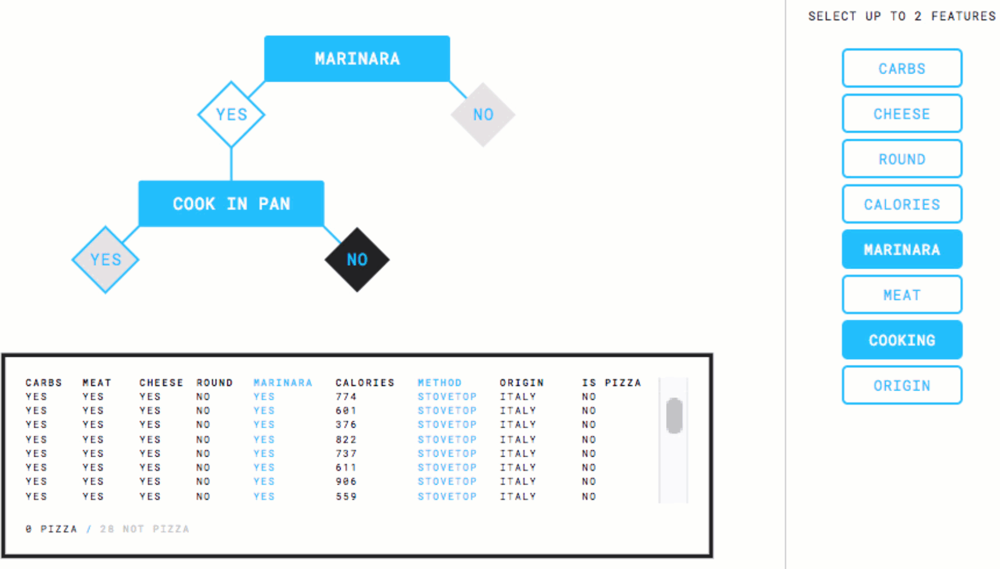 SELECT UP TO 2 FEATURES
MARINARA
YES
NO
COOK IN PAN
YES
NO
CARBS
CHEESE
ROUND
CALORIES
MARINARA
MEAT
COOKING
ORIGIN
CARBS MEAT CHEESE ROUND MARINARA CALORIES METHOD ORIGIN IS PIZZA
YES YES YES NO YES 774 STOVETOP ITALY NO
YES YES YES NO YES 601 STOVETOP ITALY NO
YES YES YES NO YES 376 STOVETOP ITALY NO
YES YES YES NO YES 822 STOVETOP ITALY NO
YES YES YES NO YES 737 STOVETOP ITALY NO
YES YES YES NO YES 611 STOVETOP ITALY NO
YES YES YES NO YES 906 STOVETOP ITALY NO
YES YES YES NO YES 559 STOVETOP ITALY NO
0 PIZZA / 28 NOT PIZZA